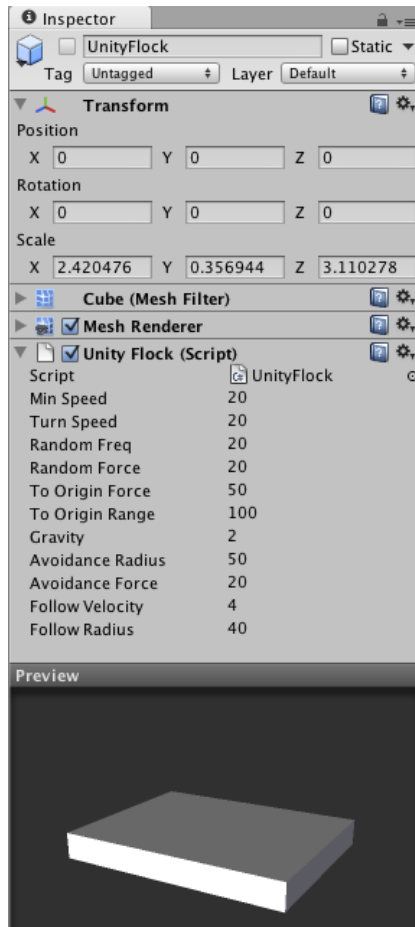 Inspector
UnityFlock Static
Tag Untagged Layer Default
Transform
Position
X 0 Y 0 Z 0
Rotation
X 0 Y 0 Z 0
Scale
X 2.420476 Y 0.356944 Z 3.110278
Cube (Mesh Filter)
Mesh Renderer
Unity Flock (Script)
Script UnityFlock
Min Speed 20
Turn Speed 20
Random Freq 20
Random Force 20
To Origin Force 50
To Origin Range 100
Gravity 2
Avoidance Radius 50
Avoidance Force 20
Follow Velocity 4
Follow Radius 40
Preview